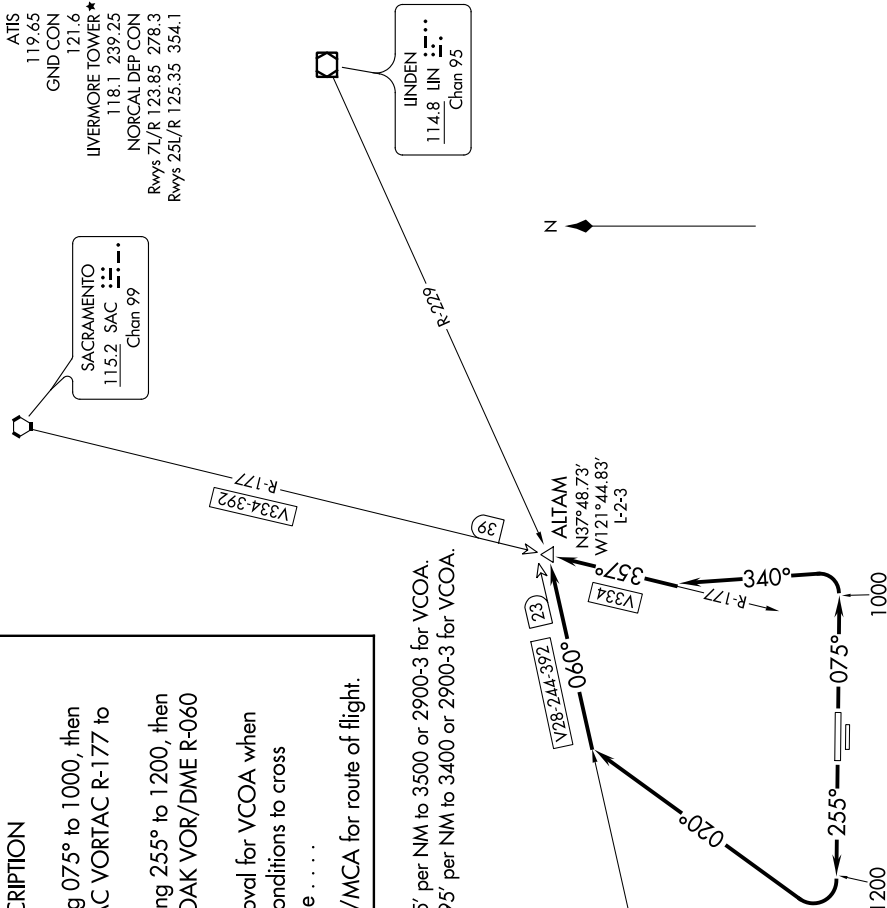 ATIS
119.65
GND CON
121.6
LIVERMORE TOWER★
118.1 239.25
NORCAL DEP CON
Rwys 7L/R 123.85 278.3
Rwys 25L/R 125.35 354.1
SACRAMENTO
115.2 SAC
Chan 99
LINDEN
114.8 LIN
Chan 95
N
R-229
R-177
V334-392
39
ALTAM
N37°48.73'
W121°44.83'
L-2-3
23
V28-244-392
060°
357°
V334
R-177
340°
1000
075°
255°
020°
1200
CRIPTION
g 075° to 1000, then
AC VORTAC R-177 to
ng 255° to 1200, then
OAK VOR/DME R-060
oval for VCOA when
onditions to cross
e . . . .
/MCA for route of flight.
5' per NM to 3500 or 2900-3 for VCOA.
95' per NM to 3400 or 2900-3 for VCOA.